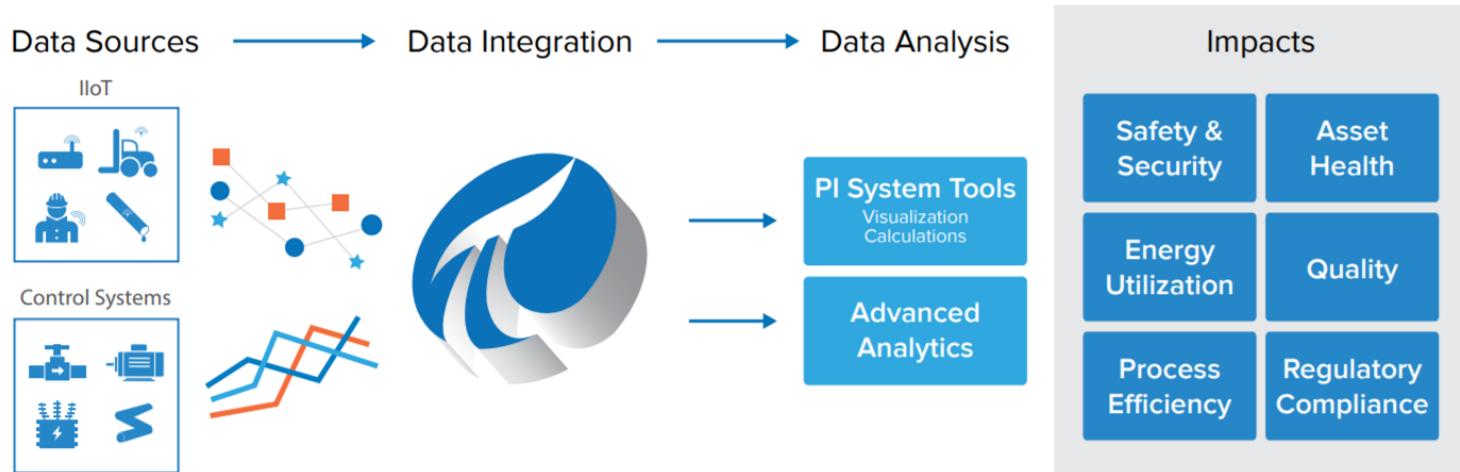 Data Sources
Data Integration
Data Analysis
Impacts
IIoT
Control Systems
PI System Tools
Visualization
Calculations
Advanced
Analytics
Safety &
Security
Asset
Health
Energy
Utilization
Quality
Process
Efficiency
Regulatory
Compliance